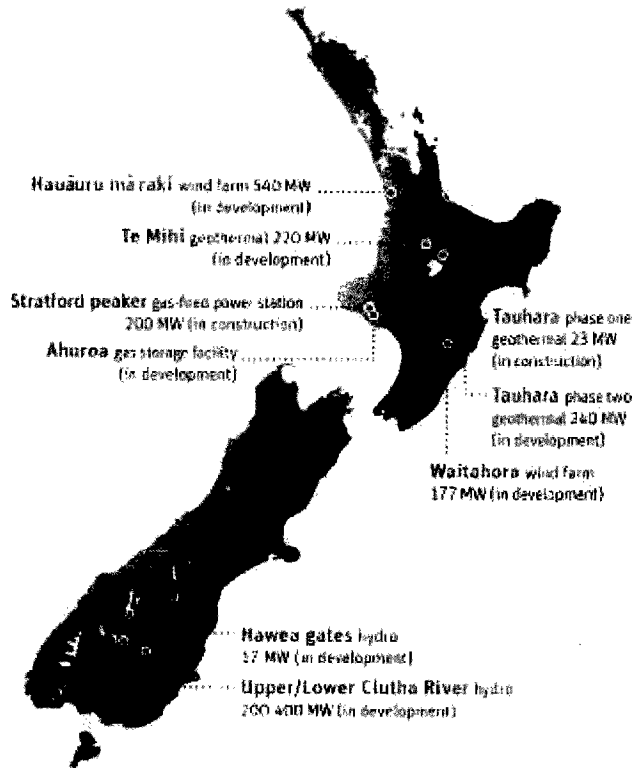 Hauāuru mā raki wind farm 540 MW
(in development)
Te Mihi geothermal 220 MW
(in development)
Stratford peaker gas-fired power station
200 MW (in construction)
Ahuroa gas storage facility
(in development)
Tauhara phase one
geothermal 23 MW
(in construction)
Tauhara phase two
geothermal 240 MW
(in development)
Waitahora wind farm
177 MW (in development)
Hawea gates hydro
17 MW (in development)
Upper/Lower Clutha River hydro
200-400 MW (in development)